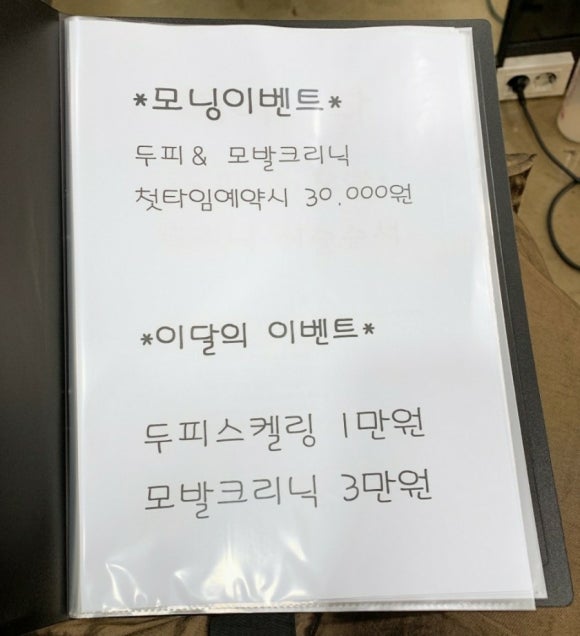 *모닝이벤트*
두피& 모발크리닉
첫타임예약시 30.000원
*이달의 이벤트*
두피스켈링 1만원
모발크리닉 3만원